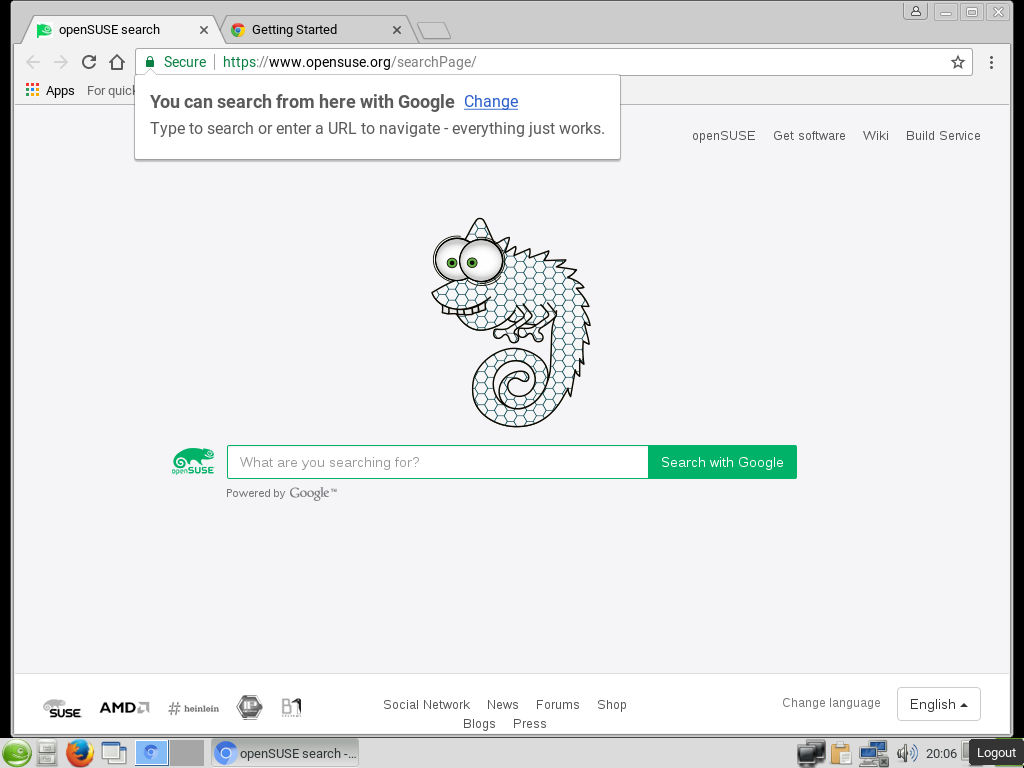 openSUSE search
Getting Started
Secure https://www.opensuse.org/searchPage/
Apps For quick
You can search from here with Google Change
Type to search or enter a URL to navigate - everything just works.
openSUSE Get software Wiki Build Service
openSUSE
What are you searching for?
Search with Google
Powered by Google™
SUSE
AMD
# heinlein
B1
Social Network News Forums Shop
Blogs Press
Change language
English
openSUSE search -...
20:06
Logout